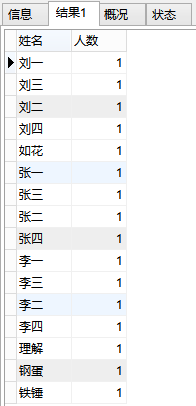 信息 结果1 概况 状态
姓名 人数
刘一 1
刘三 1
刘二 1
刘四 1
如花 1
张一 1
张三 1
张二 1
张四 1
李一 1
李三 1
李二 1
李四 1
理解 1
钢蛋 1
铁锤 1